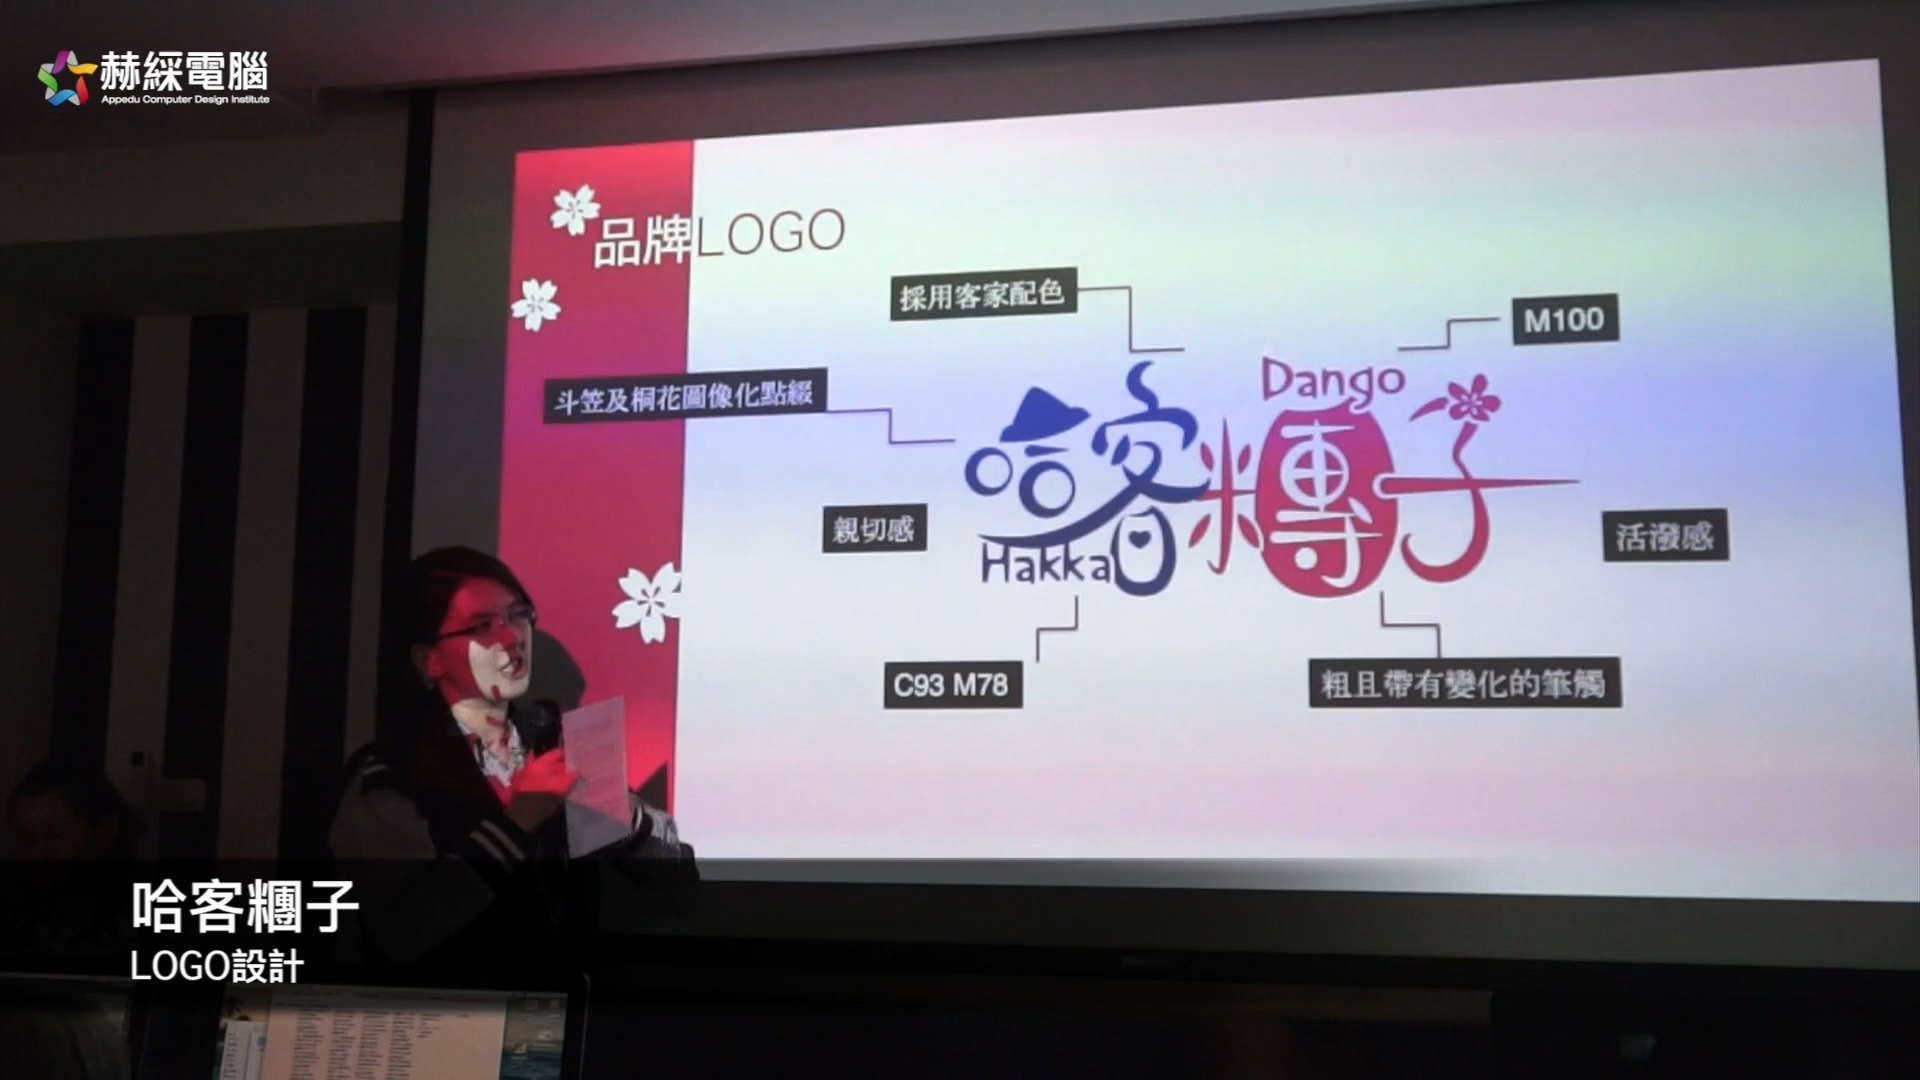 赫綵電腦
Appedu Computer Design Institute
品牌LOGO
採用客家配色
M100
斗笠及桐花圖像化點綴
Dango
哈客糰子
親切感
活潑感
Hakka
C93 M78
粗且帶有變化的筆觸
哈客糰子
LOGO設計